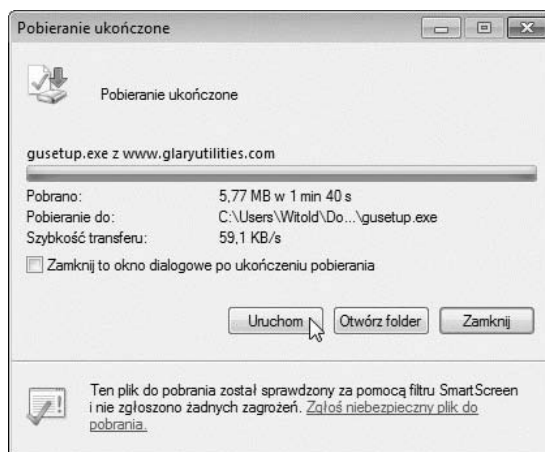 Pobieranie ukończone
Pobieranie ukończone
gusetup.exe z www.glaryutilities.com
Pobrano: 5,77 MB w 1 min 40 s
Pobieranie do: C:\Users\Witold\Do...\gusetup.exe
Szybkość transferu: 59,1 KB/s
Zamknij to okno dialogowe po ukończeniu pobierania
Uruchom Otwórz folder Zamknij
Ten plik do pobrania został sprawdzony za pomocą filtru SmartScreen
i nie zgłoszono żadnych zagrożeń. Zgłoś niebezpieczny plik do
pobrania.